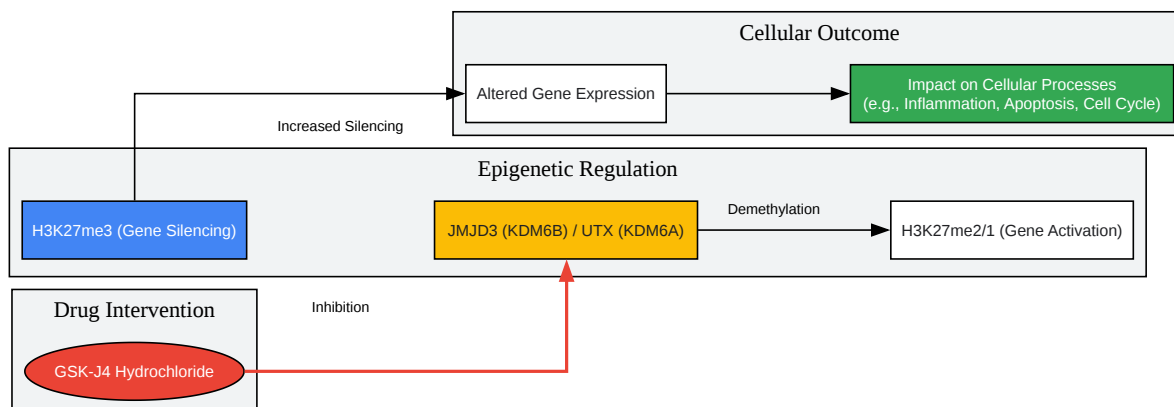 Cellular Outcome
Altered Gene Expression
Impact on Cellular Processes
(e.g., Inflammation, Apoptosis, Cell Cycle)
Increased Silencing
Epigenetic Regulation
H3K27me3 (Gene Silencing)
JMJD3 (KDM6B) / UTX (KDM6A)
Demethylation
H3K27me2/1 (Gene Activation)
Drug Intervention
Inhibition
GSK-J4 Hydrochloride